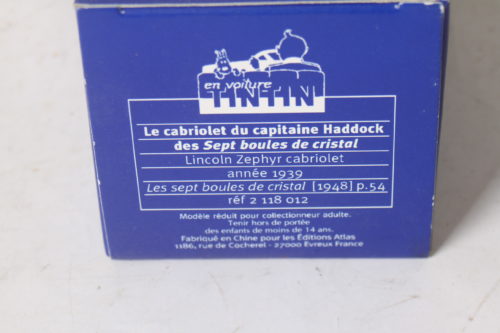 en voiture
TINTIN
Le cabriolet du capitaine Haddock
des Sept boules de cristal
Lincoln Zephyr cabriolet
année 1939
Les sept boules de cristal [1948] p.54
réf 2 118 012
Modèle réduit pour collectionneur adulte.
Tenir hors de portée
des enfants de moins de 14 ans.
Fabriqué en Chine pour les Éditions Atlas
1186, rue de Cocherel - 27000 Evreux France